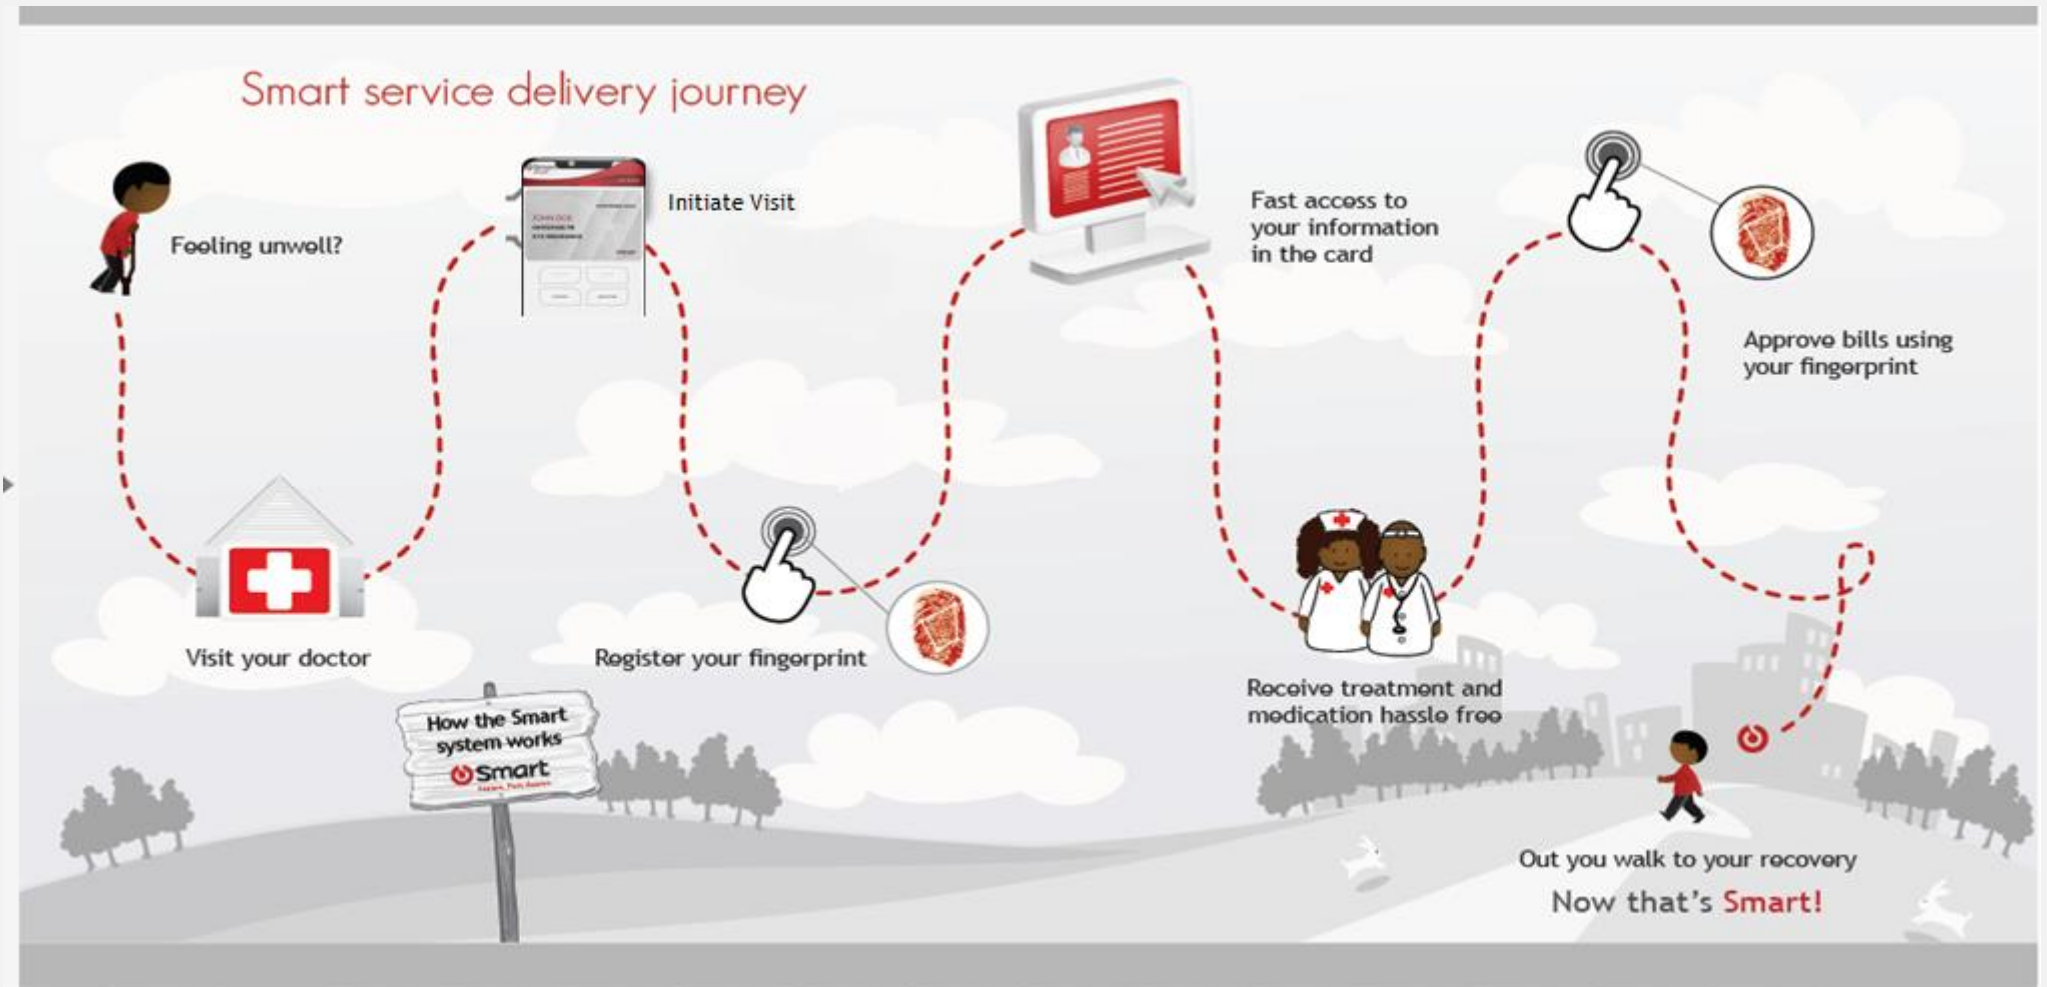 Smart service delivery journey
Feeling unwell?
Visit your doctor
Initiate Visit
JOHN DOE
Register your fingerprint
Fast access to
your information
in the card
Receive treatment and
medication hassle free
Approve bills using
your fingerprint
How the Smart
system works
Smart
Out you walk to your recovery
Now that's Smart!